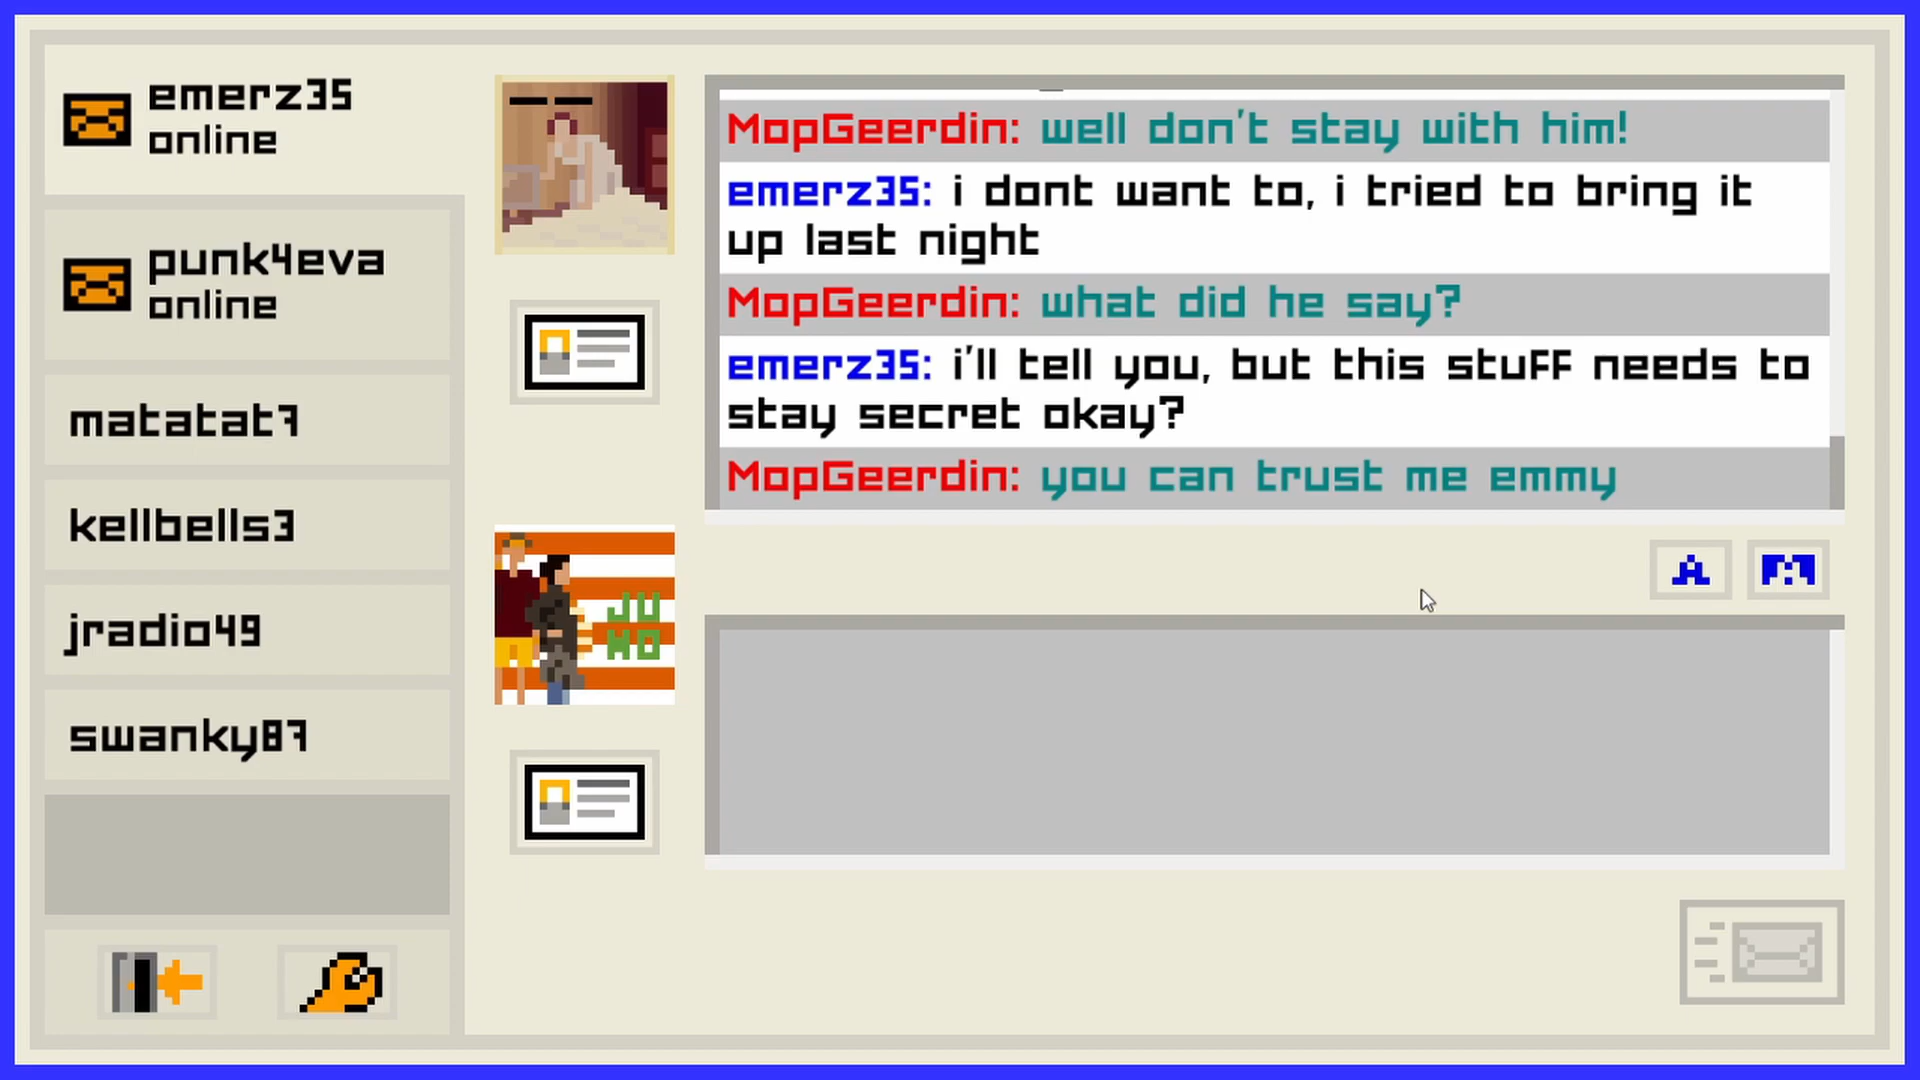 emerz35
online
punk4eva
online
matatat7
kellbells3
jradio49
swanky87
MopGeerdin: well don't stay with him!
emerz35: i dont want to, i tried to bring it
up last night
MopGeerdin: what did he say?
emerz35: i'll tell you, but this stuff needs to
stay secret okay?
MopGeerdin: you can trust me emmy
A
JU
NO